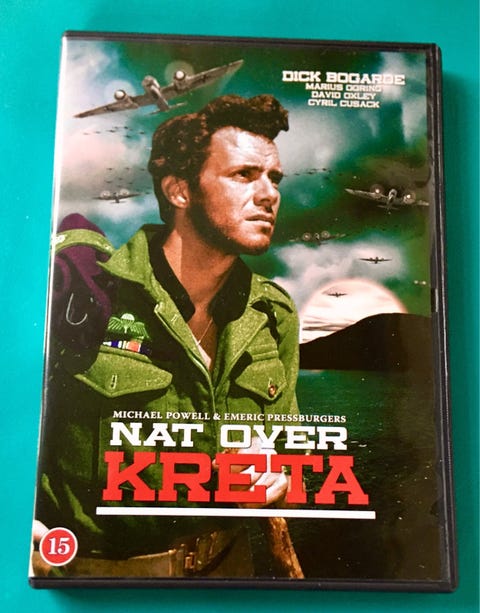 DICK BOGARDE
MARIUS GORING
DAVID OXLEY
CYRIL CUSACK
MICHAEL POWELL & EMERIC PRESSBURGERS
NAT OVER
KRETA
15